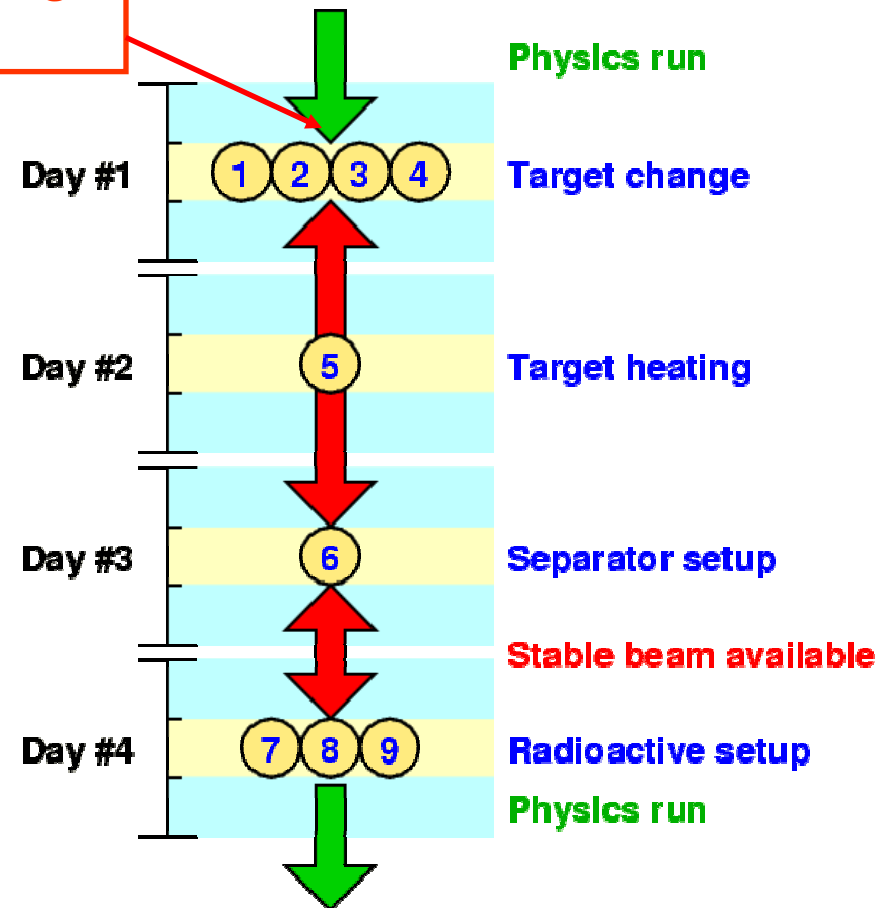 Physics run
Day #1
1 2 3 4
Target change
Day #2
5
Target heating
Day #3
6
Separator setup
Stable beam available
Day #4
7 8 9
Radioactive setup
Physics run